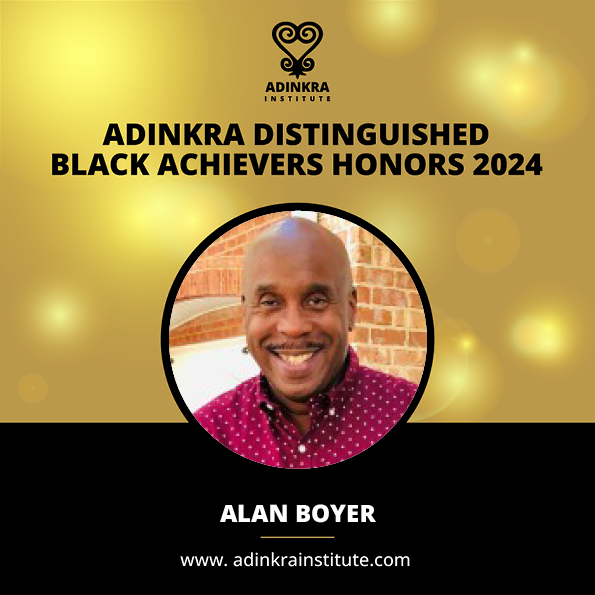 ADINKRA
INSTITUTE
ADINKRA DISTINGUISHED
BLACK ACHIEVERS HONORS 2024
ALAN BOYER
www. adinkrainstitute.com